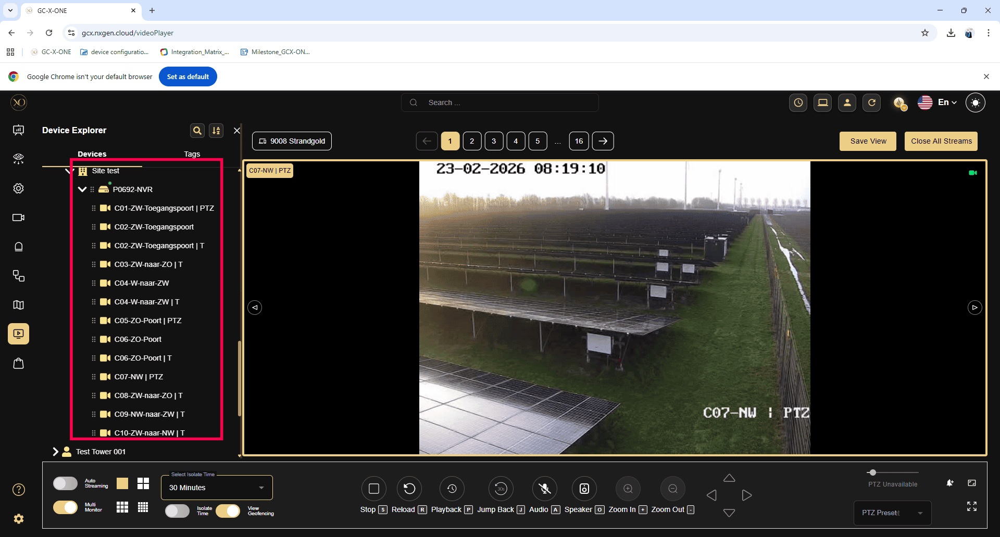 GC-X-ONE
gcx.nxgen.cloud/videoPlayer
GC-X-ONE
device configuratio...
Integration_Matrix_...
Milestone_GCX-ON...
Google Chrome isn't your default browser
Set as default
XO
Search ...
En
Device Explorer
Devices
Tags
9008 Strandgold
1
2
3
4
5
...
16
Save View
Close All Streams
Site test
P0692-NVR
C01-ZW-Toegangspoort | PTZ
C02-ZW-Toegangspoort
C02-ZW-Toegangspoort | T
C03-ZW-naar-ZO | T
C04-W-naar-ZW
C04-W-naar-ZW | T
C05-ZO-Poort | PTZ
C06-ZO-Poort
C06-ZO-Poort | T
C07-NW | PTZ
C08-ZW-naar-ZO | T
C09-NW-naar-ZW | T
C10-ZW-naar-NW | T
Test Tower 001
C07-NW | PTZ
23-02-2026 08:19:10
C07-NW | PTZ
Auto
Streaming
Multi
Monitor
Select Isolate Time
30 Minutes
Isolate
Time
View
Geofencing
30s
Stop S
Reload R
Playback P
Jump Back J
Audio A
Speaker O
Zoom In +
Zoom Out -
PTZ Unavailable
PTZ Preset